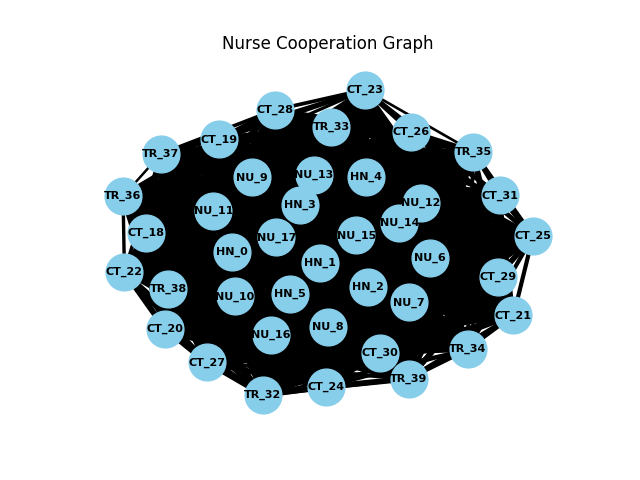 Nurse Cooperation Graph
CT_23
CT_28
TR_33
CT_26
CT_19
TR_35
TR_37
NU_13
NU_9
HN_4
CT_31
TR_36
NU_12
HN_3
NU_11
NU_14
CT_18
NU_17
NU_15
CT_25
HN_0
NU_6
HN_1
CT_22
CT_29
TR_38
HN_2
HN_5
NU_10
NU_7
CT_21
CT_20
NU_8
NU_16
TR_34
CT_30
CT_27
TR_39
CT_24
TR_32